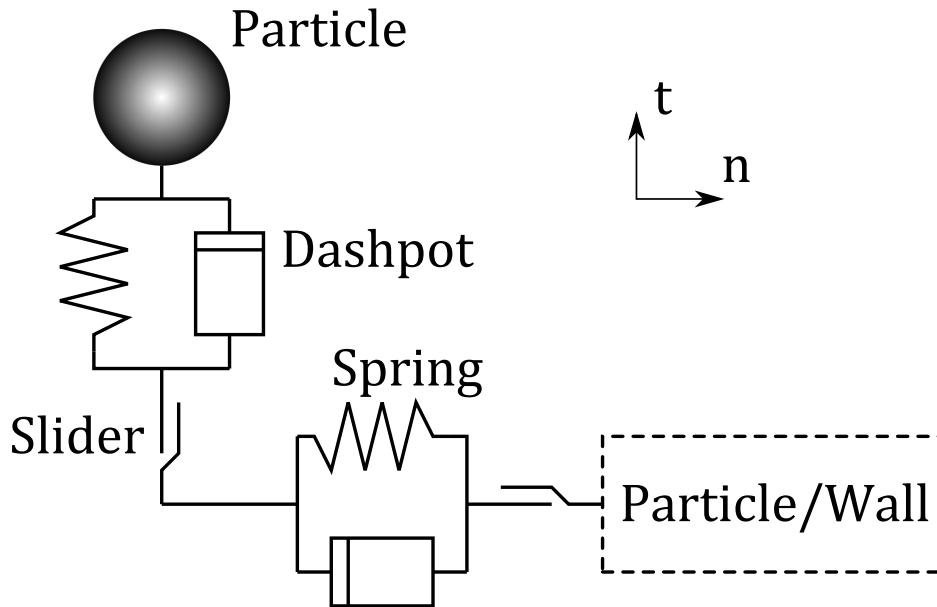 Particle
t
n
Dashpot
Spring
Slider
Particle/Wall